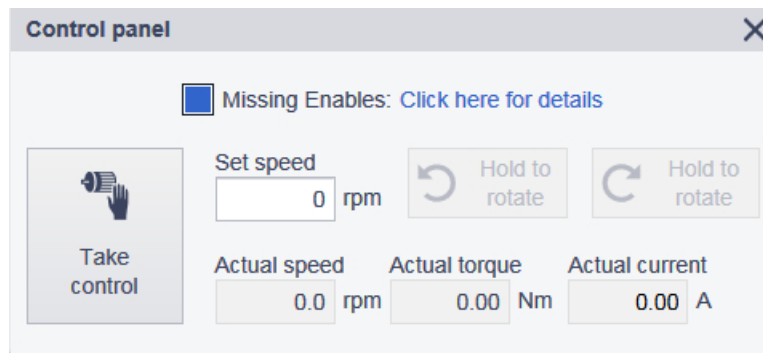 Control panel
Missing Enables: Click here for details
Take
control
Set speed
0 rpm
Hold to
rotate
Hold to
rotate
Actual speed
0.0 rpm
Actual torque
0.00 Nm
Actual current
0.00 A